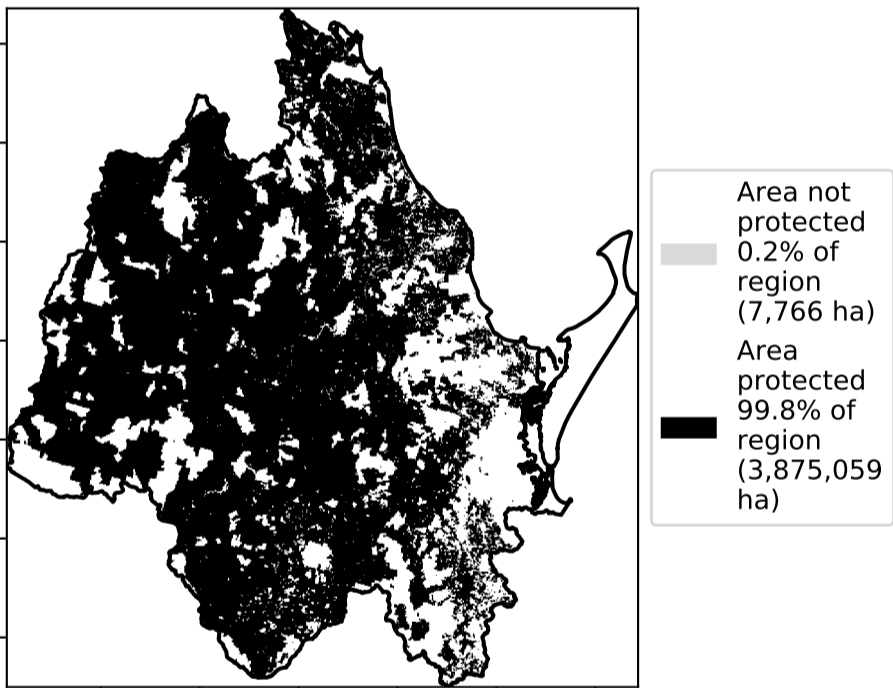 Area not
protected
0.2% of
region
(7,766 ha)
Area
protected
99.8% of
region
(3,875,059
ha)